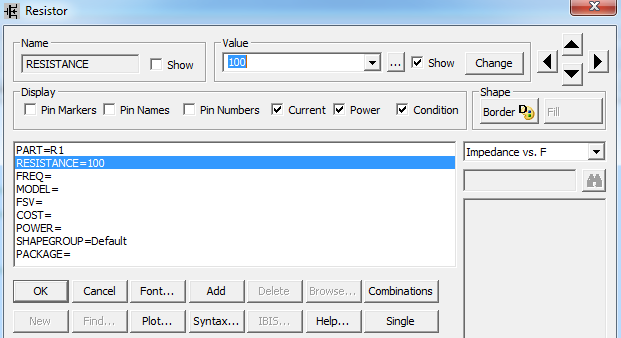 Resistor
Name
RESISTANCE
Show
Value
100
...
Show
Change
Display
Pin Markers
Pin Names
Pin Numbers
Current
Power
Condition
Shape
Border
Fill
PART=R1
RESISTANCE=100
FREQ=
MODEL=
FSV=
COST=
POWER=
SHAPEGROUP=Default
PACKAGE=
Impedance vs. F
OK
Cancel
Font...
Add
Delete
Browse...
Combinations
New
Find...
Plot...
Syntax...
IBIS...
Help...
Single